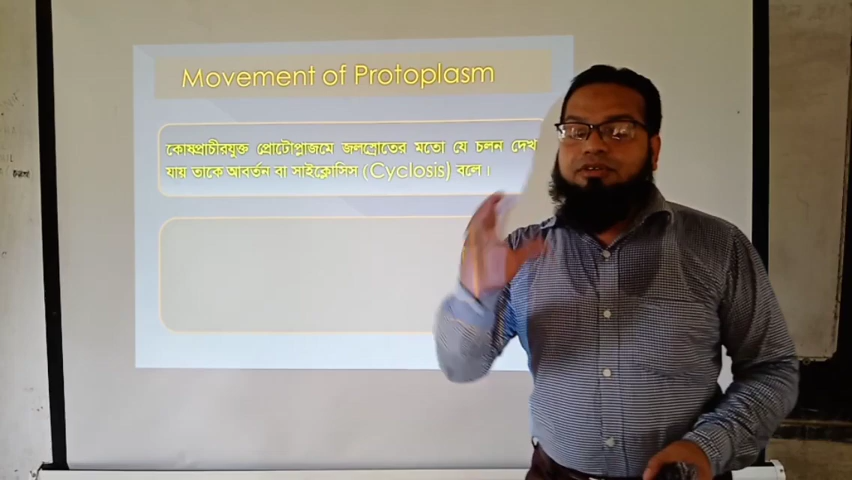 Movement of Protoplasm
কোষপ্রাচীরযুক্ত প্রোটোপ্লাজমে জলস্রোতের মতো যে চলন দেখ
যায় তাকে আবর্তন বা সাইক্লোসিস (Cyclosis) বলে।